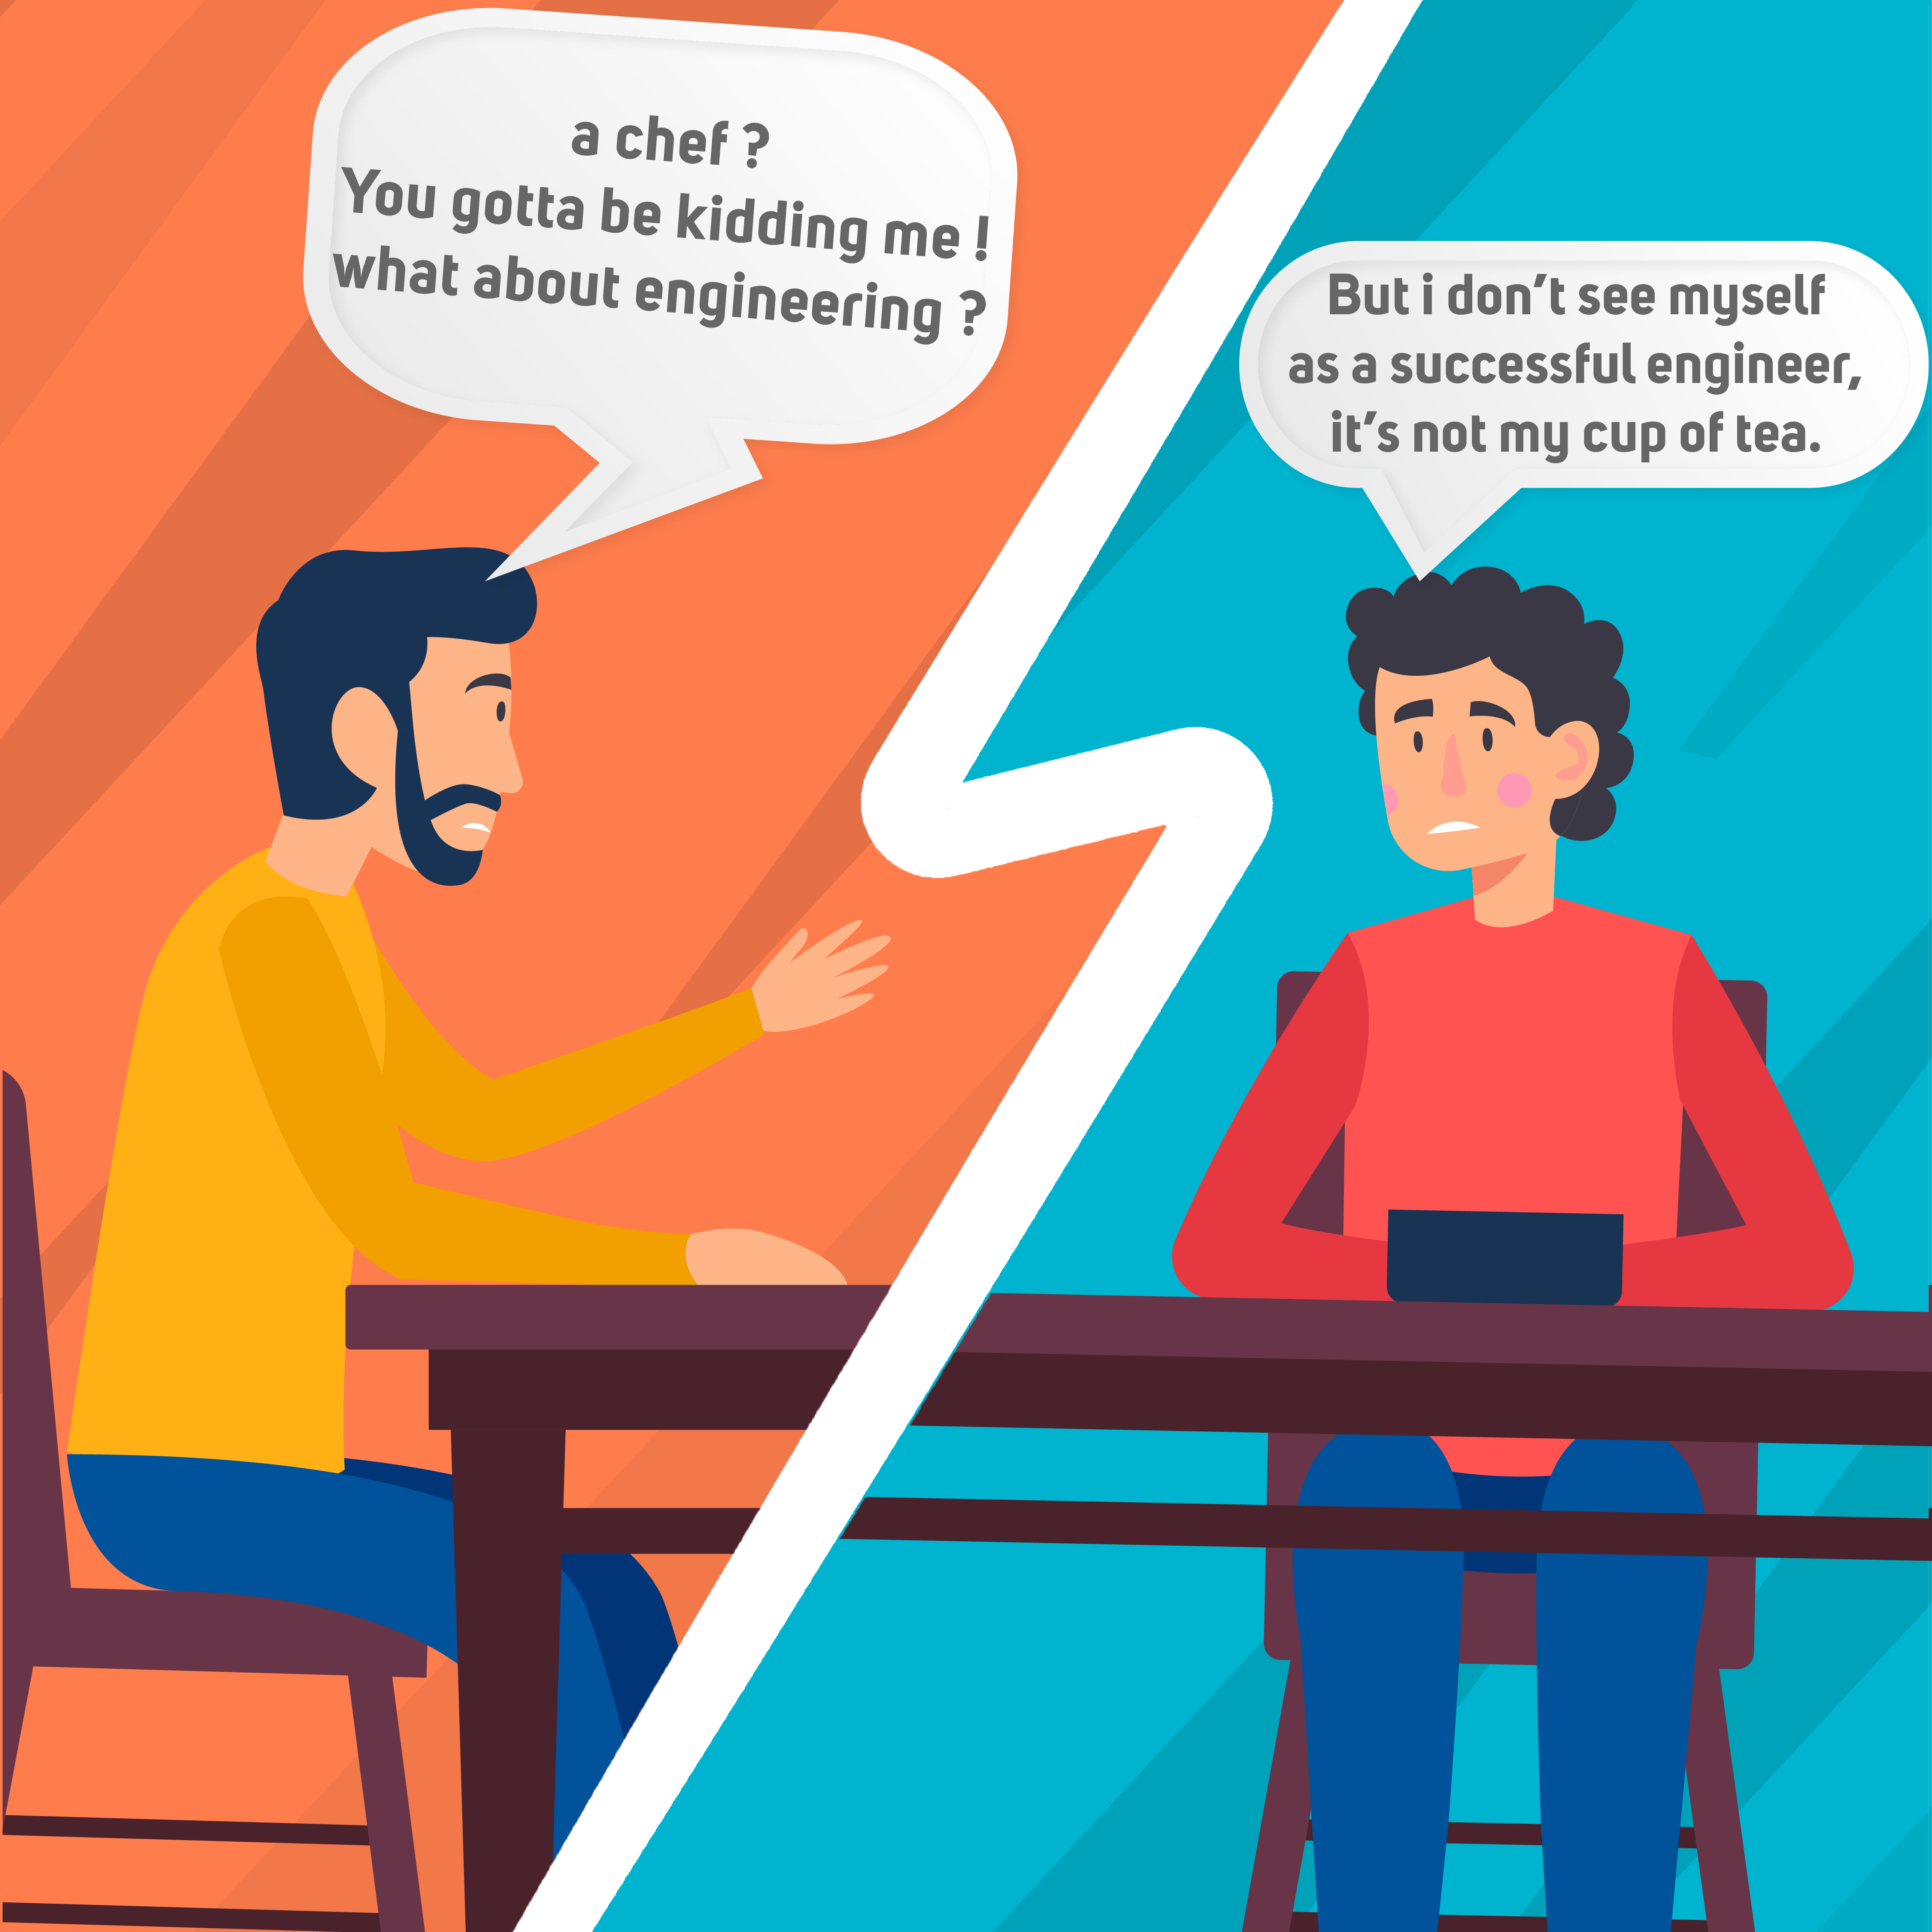 a chef ?
You gotta be kidding me !
what about engineering ?
But i don't see myself
as a successful engineer,
it's not my cup of tea.